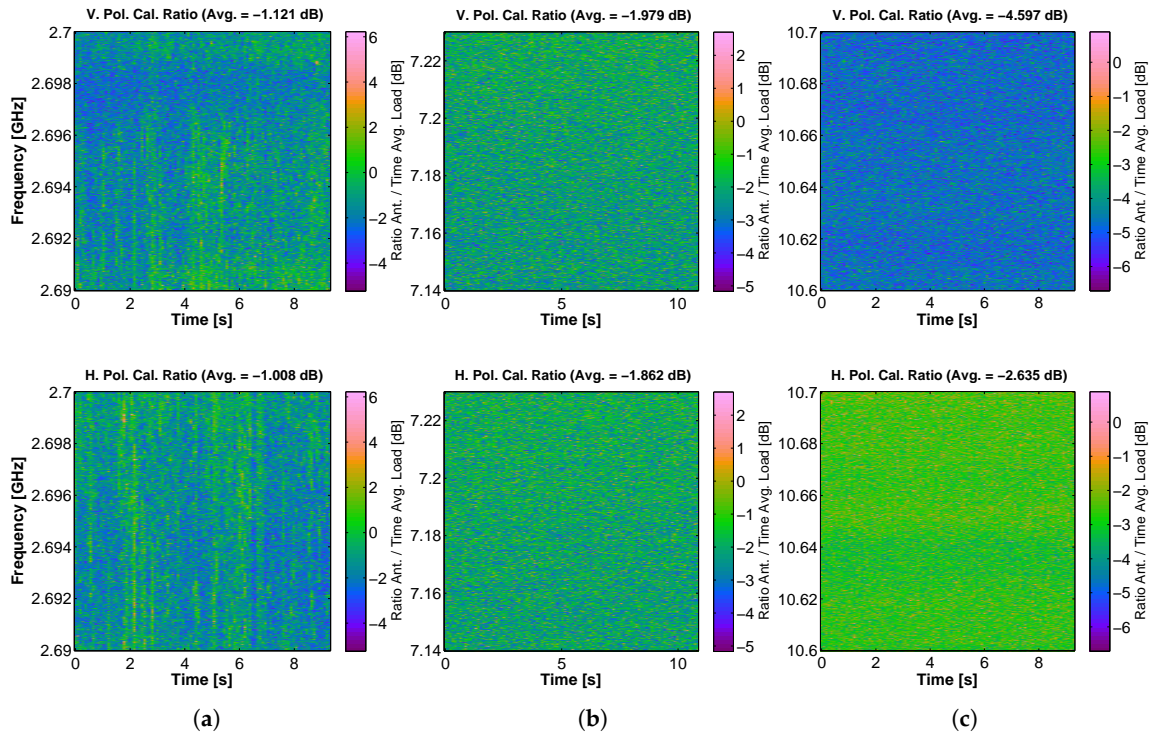 V. Pol. Cal. Ratio (Avg. = −1.121 dB)
2.7
2.698
2.696
2.694
2.692
2.69
Frequency [GHz]
0 2 4 6 8
Time [s]
6
4
2
0
−2
−4
Ratio Ant. / Time Avg. Load [dB]
V. Pol. Cal. Ratio (Avg. = −1.979 dB)
7.22
7.2
7.18
7.16
7.14
0 5 10
Time [s]
2
1
0
−1
−2
−3
−4
−5
Ratio Ant. / Time Avg. Load [dB]
V. Pol. Cal. Ratio (Avg. = −4.597 dB)
10.7
10.68
10.66
10.64
10.62
10.6
0 2 4 6 8
Time [s]
0
−1
−2
−3
−4
−5
−6
Ratio Ant. / Time Avg. Load [dB]
H. Pol. Cal. Ratio (Avg. = −1.008 dB)
2.7
2.698
2.696
2.694
2.692
2.69
Frequency [GHz]
0 2 4 6 8
Time [s]
6
4
2
0
−2
−4
Ratio Ant. / Time Avg. Load [dB]
H. Pol. Cal. Ratio (Avg. = −1.862 dB)
7.22
7.2
7.18
7.16
7.14
0 5 10
Time [s]
2
1
0
−1
−2
−3
−4
−5
Ratio Ant. / Time Avg. Load [dB]
H. Pol. Cal. Ratio (Avg. = −2.635 dB)
10.7
10.68
10.66
10.64
10.62
10.6
0 2 4 6 8
Time [s]
0
−1
−2
−3
−4
−5
−6
Ratio Ant. / Time Avg. Load [dB]
(a) (b) (c)